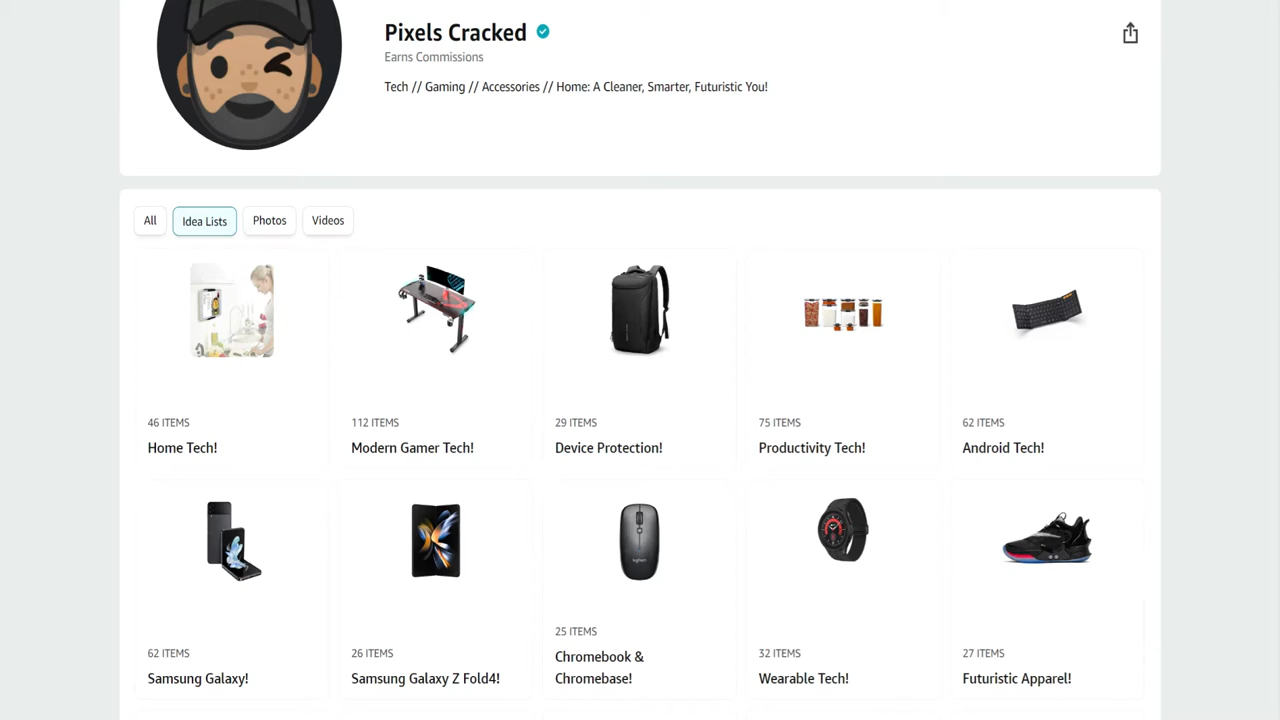 Pixels Cracked
Earns Commissions
Tech // Gaming // Accessories // Home: A Cleaner, Smarter, Futuristic You!
All
Idea Lists
Photos
Videos
46 ITEMS
Home Tech!
112 ITEMS
Modern Gamer Tech!
29 ITEMS
Device Protection!
75 ITEMS
Productivity Tech!
62 ITEMS
Android Tech!
62 ITEMS
Samsung Galaxy!
26 ITEMS
Samsung Galaxy Z Fold4!
logitech
25 ITEMS
Chromebook &
Chromebase!
32 ITEMS
Wearable Tech!
27 ITEMS
Futuristic Apparel!